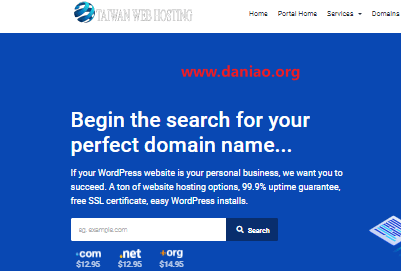 TAIWAN WEB HOSTING
Home Portal Home Services Domains
www.daniao.org
Begin the search for your
perfect domain name...
If your WordPress website is your personal business, we want you to
succeed. A ton of website hosting options, 99.9% uptime guarantee,
free SSL certificate, easy WordPress installs.
eg. example.com Search
.com .net .org
$12.95 $12.95 $14.95